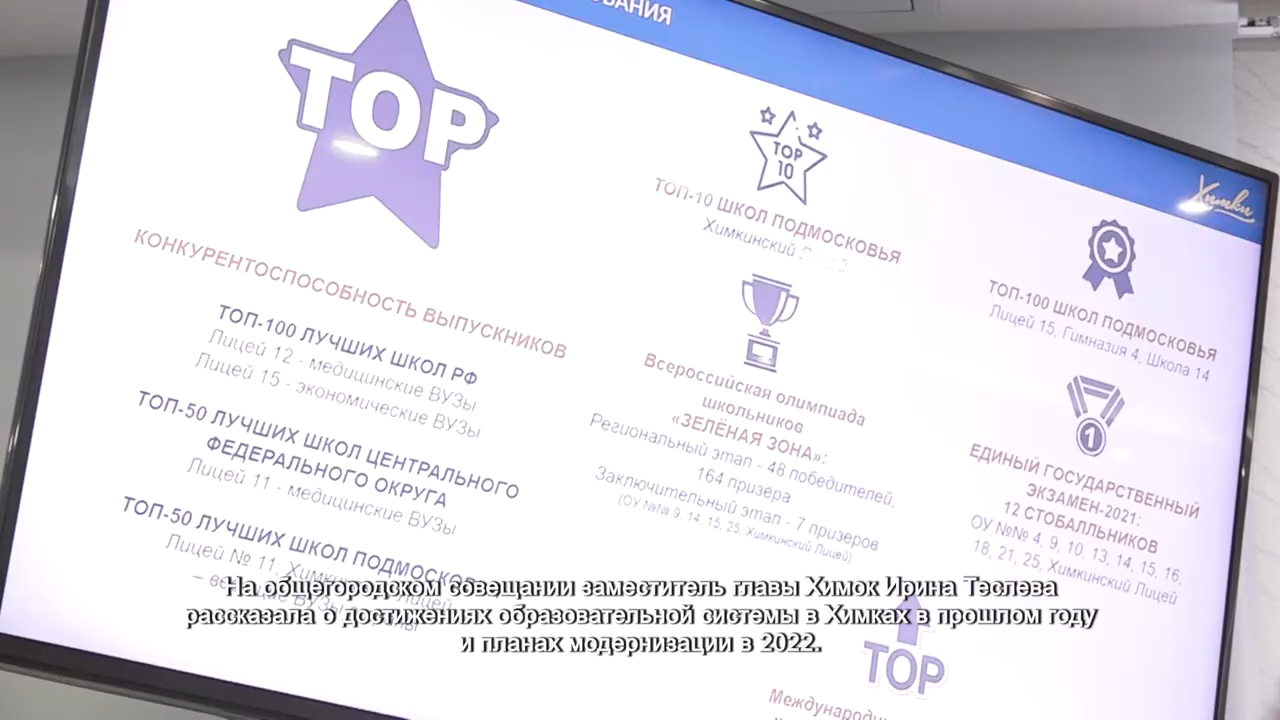 TOP
КОНКУРЕНТОСПОСОБНОСТЬ ВЫПУСКНИКОВ
ТОП-100 ЛУЧШИХ ШКОЛ РФ
Лицей 12 - медицинские ВУЗы
Лицей 15 - экономические ВУЗы
ТОП-50 ЛУЧШИХ ШКОЛ ЦЕНТРАЛЬНОГО
ФЕДЕРАЛЬНОГО ОКРУГА
Лицей 11 - медицинские ВУЗы
ТОП-50 ЛУЧШИХ ШКОЛ
Лицей № 11,
TOP
10
ТОП-10 ШКОЛ ПОДМОСКОВЬЯ
Химкинский Лицей
Всероссийская олимпиада
школьников
«ЗЕЛЁНАЯ ЗОНА»:
Региональный этап - 48 победителей,
164 призера
Заключительный этап - 7 призеров
(ОУ №№ 9, 14, 15, 25, Химкинский Лицей)
TOP
Химки
ТОП-100 ШКОЛ ПОДМОСКОВЬЯ
Лицей 15, Гимназия 4, Школа 14
1
ЕДИНЫЙ ГОСУДАРСТВЕННЫЙ
ЭКЗАМЕН-2021:
12 СТОБАЛЛЬНИКОВ
ОУ №№ 4, 9, 10, 13, 14, 15, 16,
18, 21, 25, Химкинский Лицей
На общегородском совещании заместитель главы Химок Ирина Теслева
рассказала о достижениях образовательной системы в Химках в прошлом году
и планах модернизации в 2022.